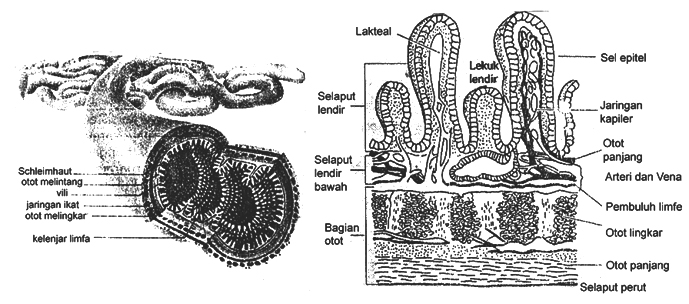 Schleimhaut
otot melintang
vili
jaringan ikat
otot melingkar
kelenjar limfa
Lakteal
Lekuk
lendir
Selaput
lendir
Selaput
lendir
bawah
Bagian
otot
Sel epitel
Jaringan
kapiler
Otot
panjang
Arteri dan Vena
Pembuluh limfe
Otot lingkar
Otot panjang
Selaput perut